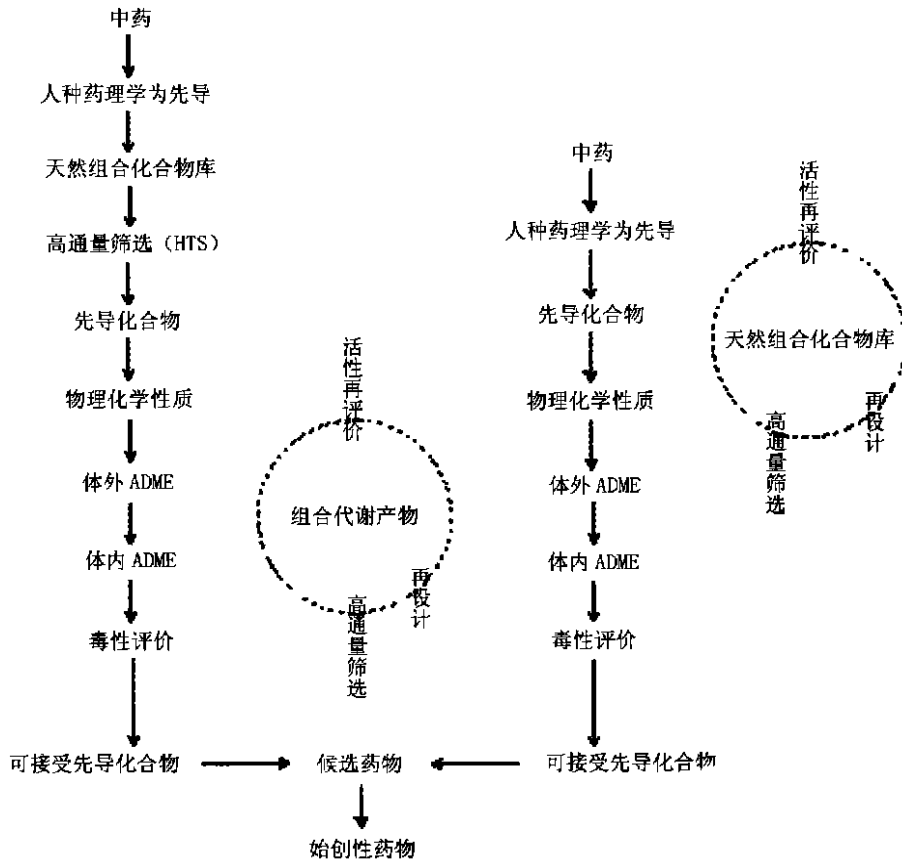 中药
人种药理学为先导
天然组合化合物库
高通量筛选（HTS）
先导化合物
物理化学性质
体外 ADME
体内 ADME
毒性评价
可接受先导化合物
活性再评价
组合代谢产物
再设计
高通量筛选
候选药物
始创性药物
中药
人种药理学为先导
先导化合物
物理化学性质
体外 ADME
体内 ADME
毒性评价
可接受先导化合物
活性再评价
天然组合化合物库
再设计
高通量筛选